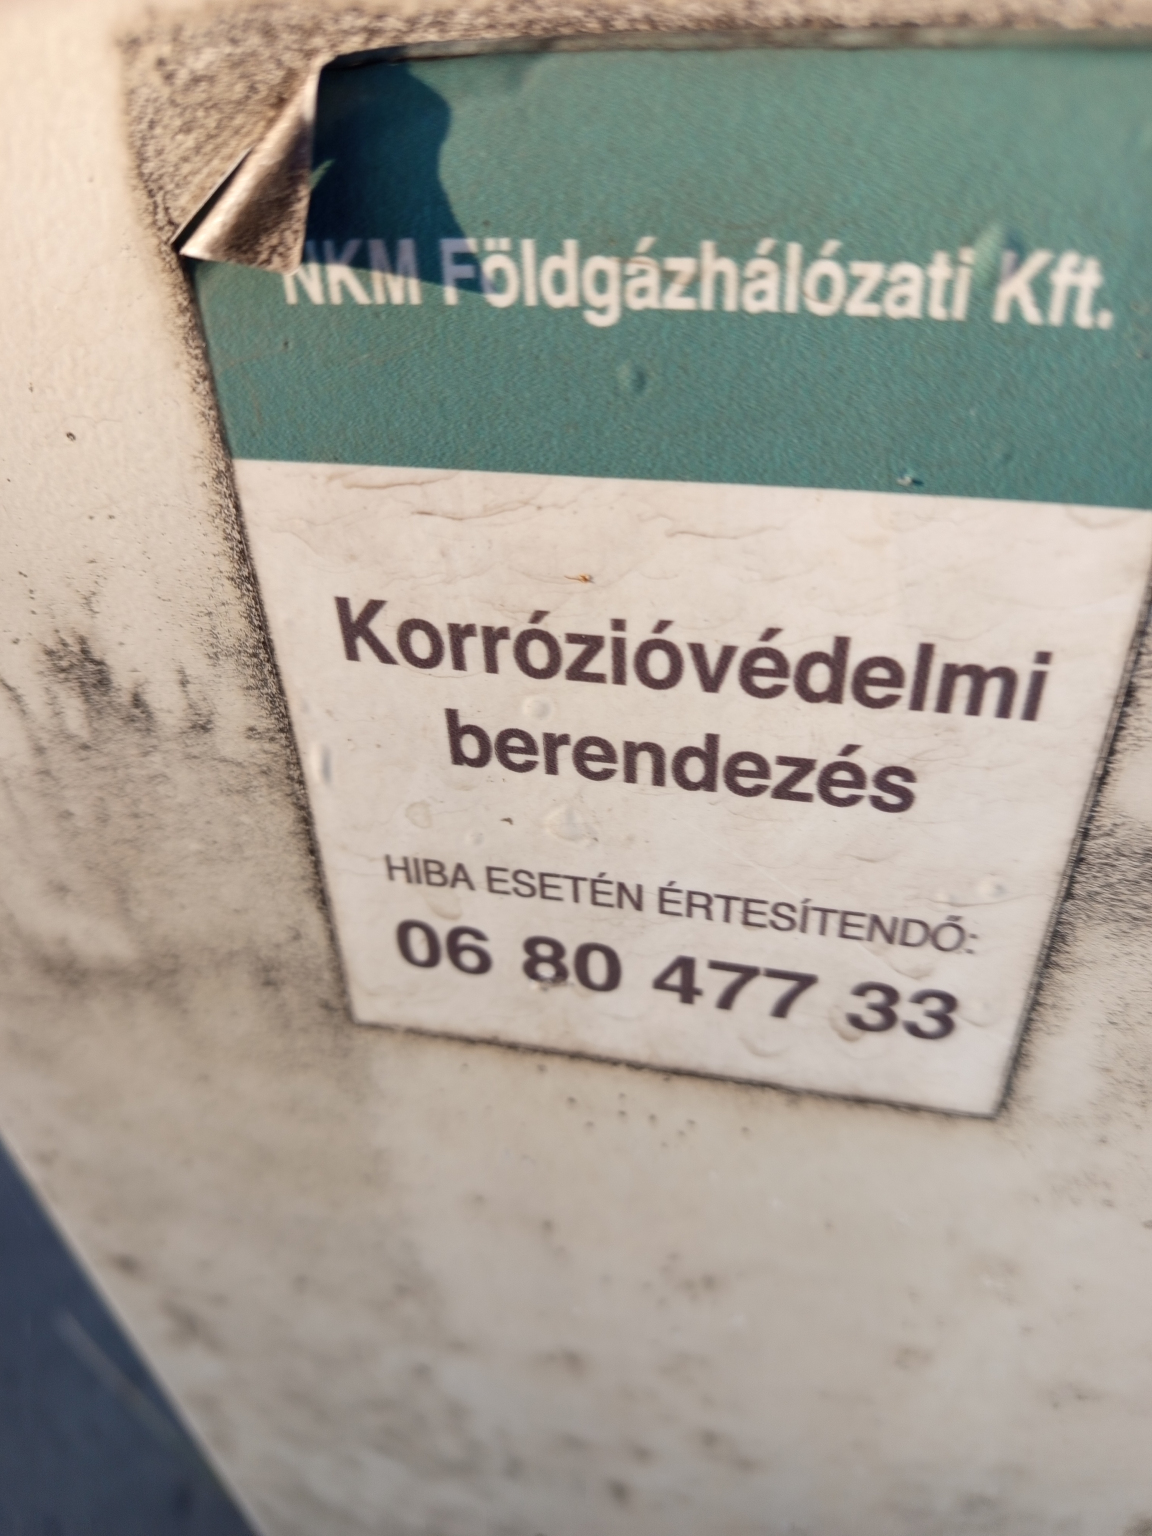 NKM Földgázhálózati Kft.
Korrózióvédelmi
berendezés
HIBA ESETÉN ÉRTESÍTENDŐ:
06 80 477 33